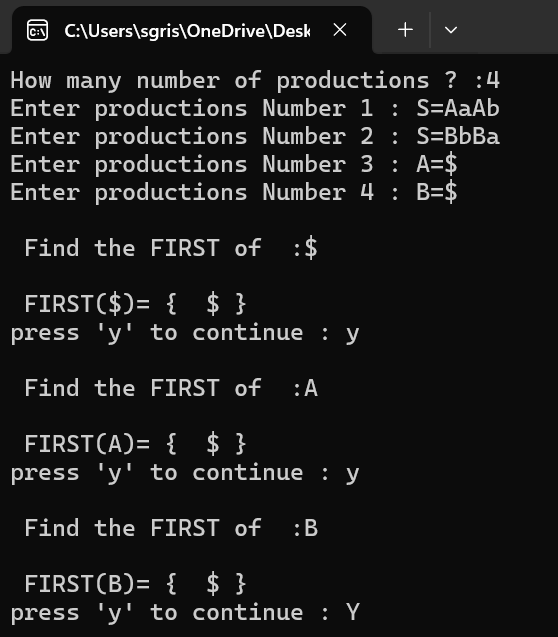 C:\Users\sgris\OneDrive\Desk
How many number of productions ? :4
Enter productions Number 1 : S=AaAb
Enter productions Number 2 : S=BbBa
Enter productions Number 3 : A=$
Enter productions Number 4 : B=$
Find the FIRST of  :$
FIRST($)= {  $ }
press 'y' to continue : y
Find the FIRST of  :A
FIRST(A)= {  $ }
press 'y' to continue : y
Find the FIRST of  :B
FIRST(B)= {  $ }
press 'y' to continue : Y